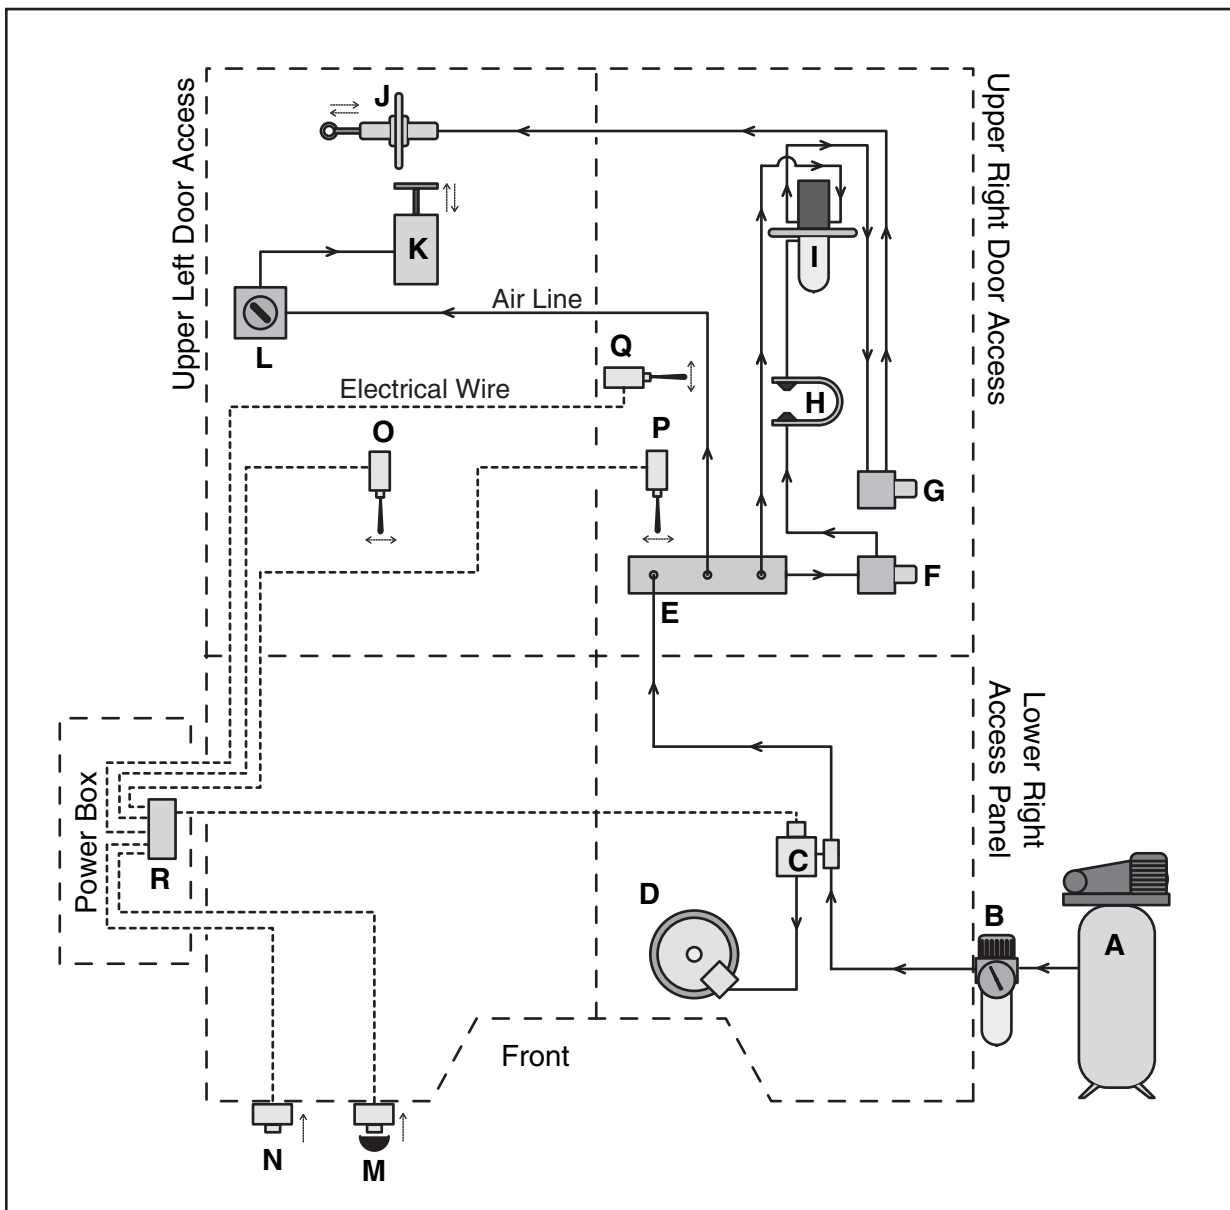 J
Upper Left Door Access
Upper Right Door Access
K
I
Air Line
L
Q
Electrical Wire
H
O
P
G
F
E
Lower Right
Access Panel
Power Box
C
R
D
B
A
Front
N
M